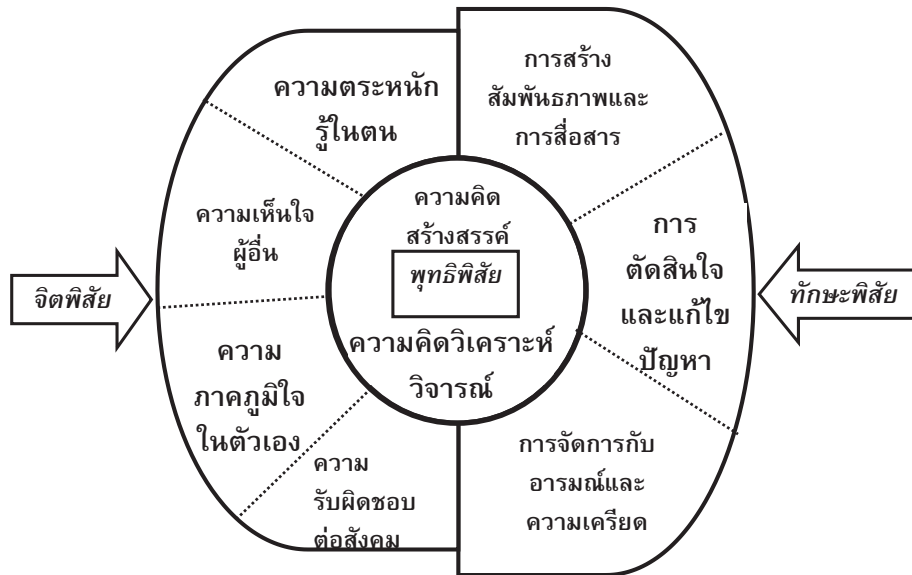 ความตระหนัก
รู้ในตน
ความเห็นใจ
ผู้อื่น
จิตพิสัย
ความ
ภาคภูมิใจ
ในตัวเอง
ความ
รับผิดชอบ
ต่อสังคม
ความคิด
สร้างสรรค์
พุทธิพิสัย
ความคิดวิเคราะห์
วิจารณ์
การสร้าง
สัมพันธภาพและ
การสื่อสาร
การ
ตัดสินใจ
และแก้ไข
ปัญหา
ทักษะพิสัย
การจัดการกับ
อารมณ์และ
ความเครียด